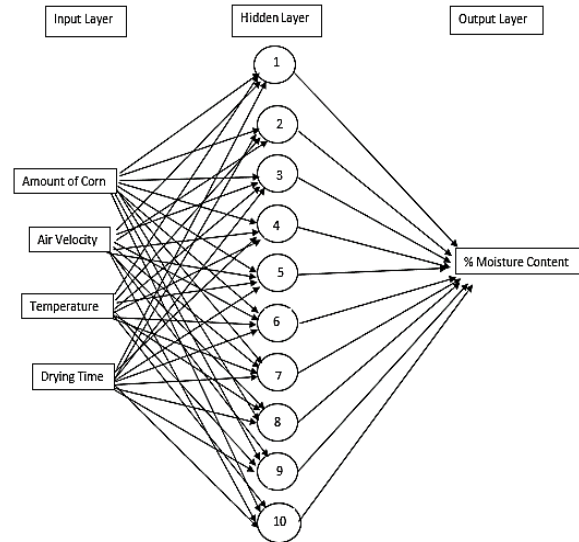 Input Layer
Hidden Layer
Output Layer
1
2
3
4
5
6
7
8
9
10
Amount of Corn
Air Velocity
Temperature
Drying Time
% Moisture Content